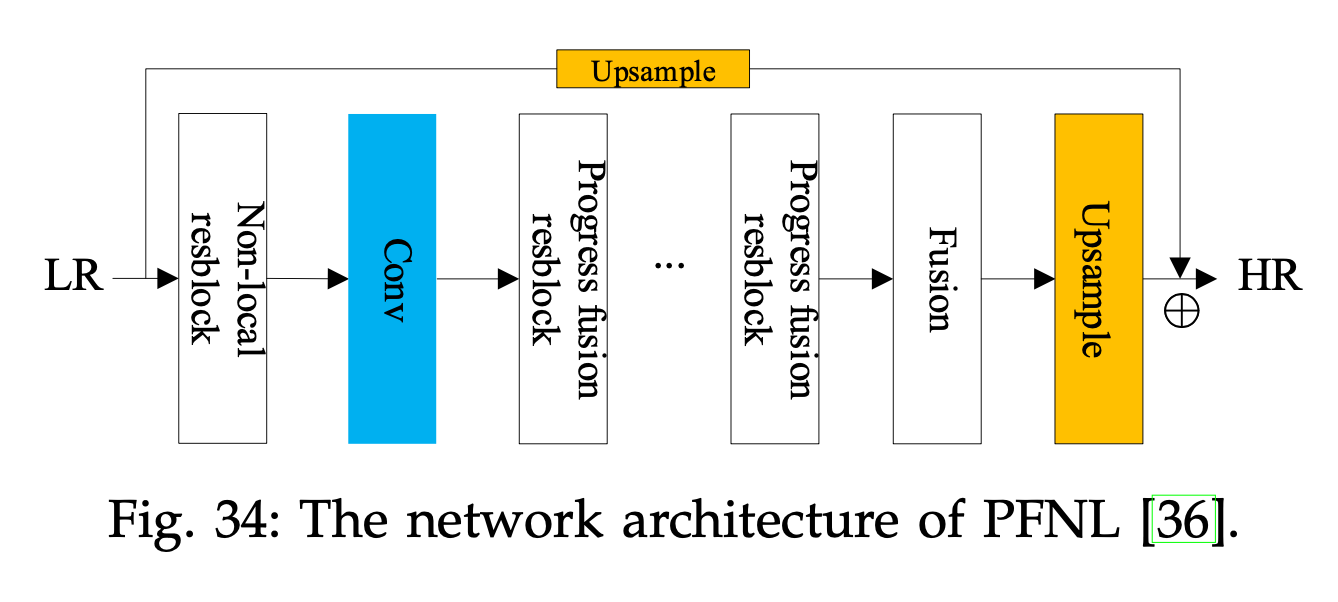 Upsample
LR
Non-local
resblock
Conv
Progress fusion
resblock
...
Progress fusion
resblock
Fusion
Upsample
HR
Fig. 34: The network architecture of PFNL [36].